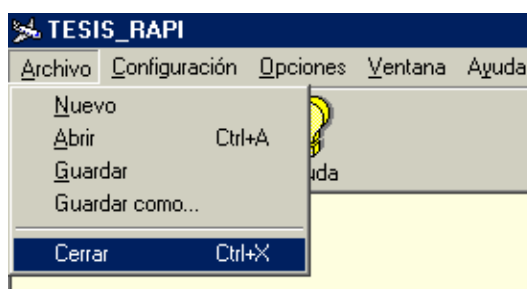 TESIS_RAPI
Archivo Configuración Opciones Ventana Ayuda
Nuevo
Abrir Ctrl+A
Guardar
uda
Guardar como...
Cerrar Ctrl+X